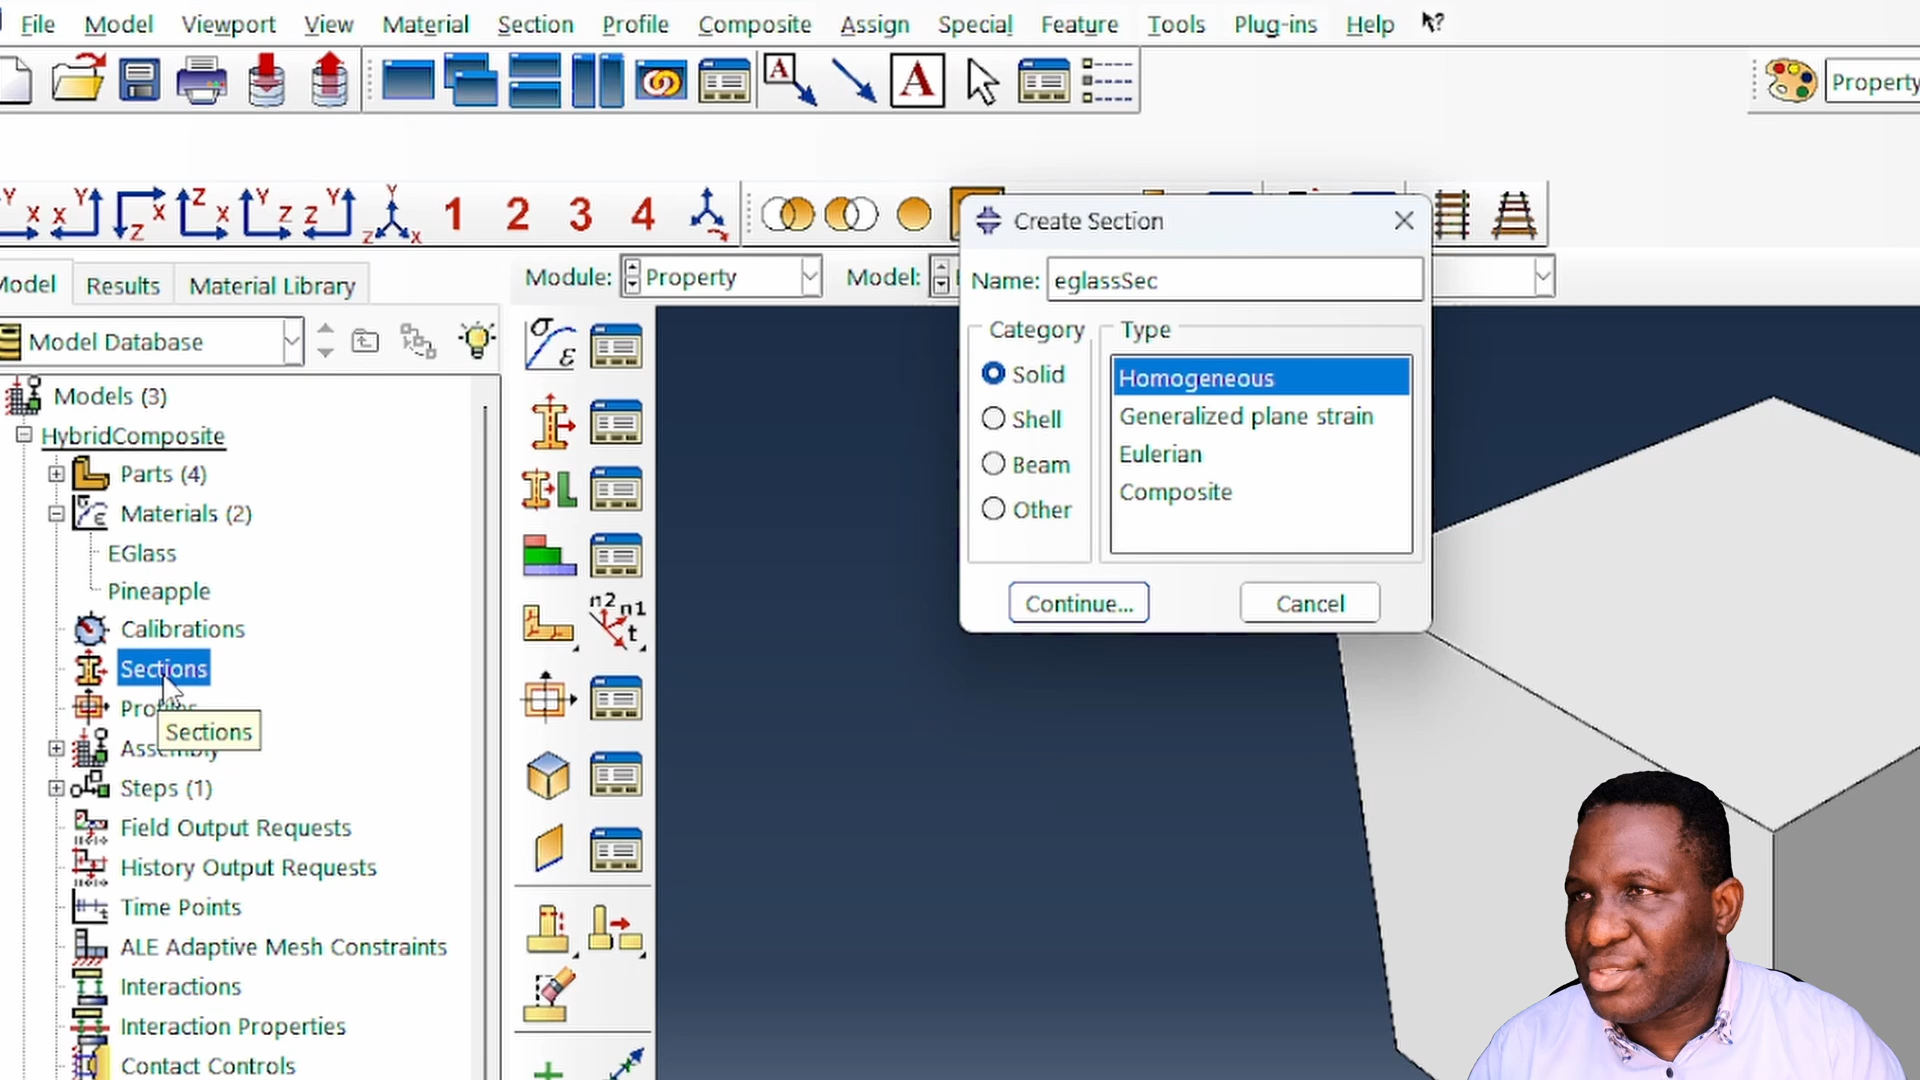 File Model Viewport View Material Section Profile Composite Assign Special Feature Tools Plug-ins Help
A A
Property
Y X X Y Z X Z X Y Z Z Y Y Z X 1 2 3 4
Create Section
Name: eglassSec
Category Type
Solid Homogeneous
Shell Generalized plane strain
Beam Eulerian
Other Composite
Continue... Cancel
Model Results Material Library
Module: Property Model:
Model Database
Models (3)
HybridComposite
Parts (4)
Materials (2)
EGlass
Pineapple
Calibrations
Sections
Sections
Steps (1)
Field Output Requests
History Output Requests
Time Points
ALE Adaptive Mesh Constraints
Interactions
Interaction Properties
Contact Controls
σ ε
n2 n1
t